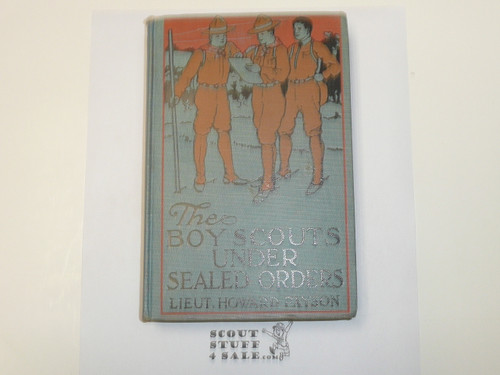 The
BOY SCOUTS
UNDER
SEALED ORDERS
LIEUT. HOWARD PAYSON
SCOUT
STUFF
4 SALE.com